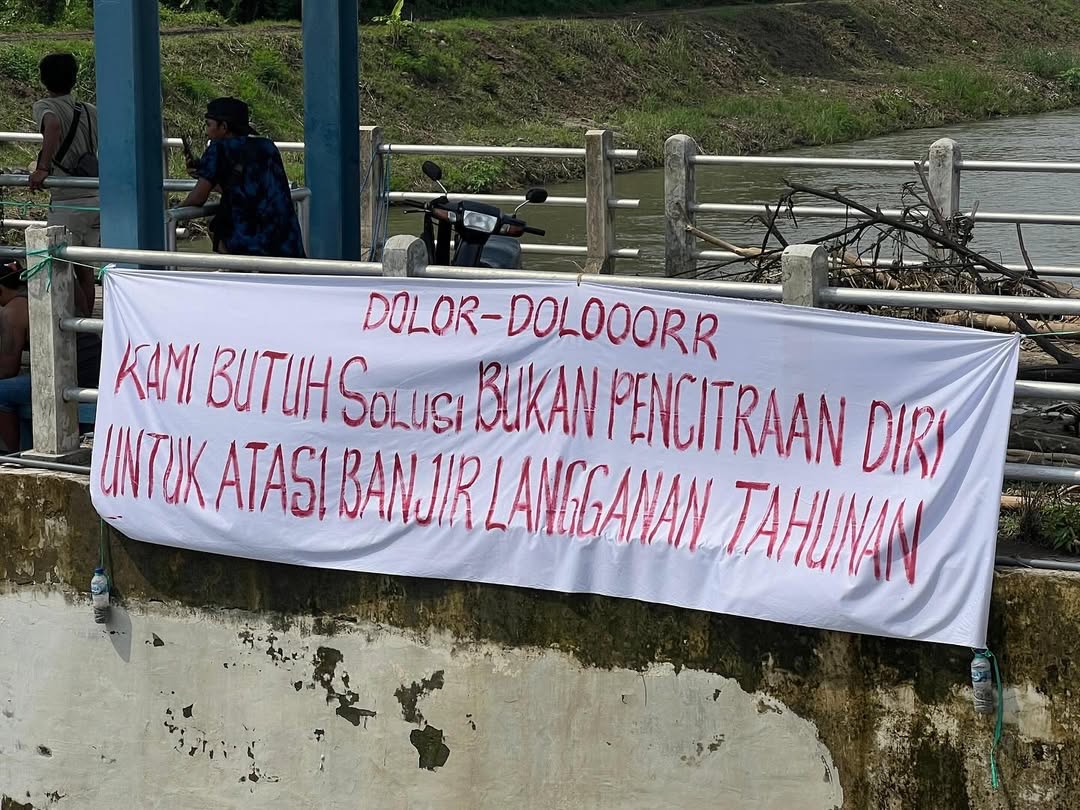 DOLOR-DOLOOORR
KAMI BUTUH SOLUSI BUKAN PENCITRAAN DIRI
UNTUK ATASI BANJIR LANGGANAN TAHUNAN